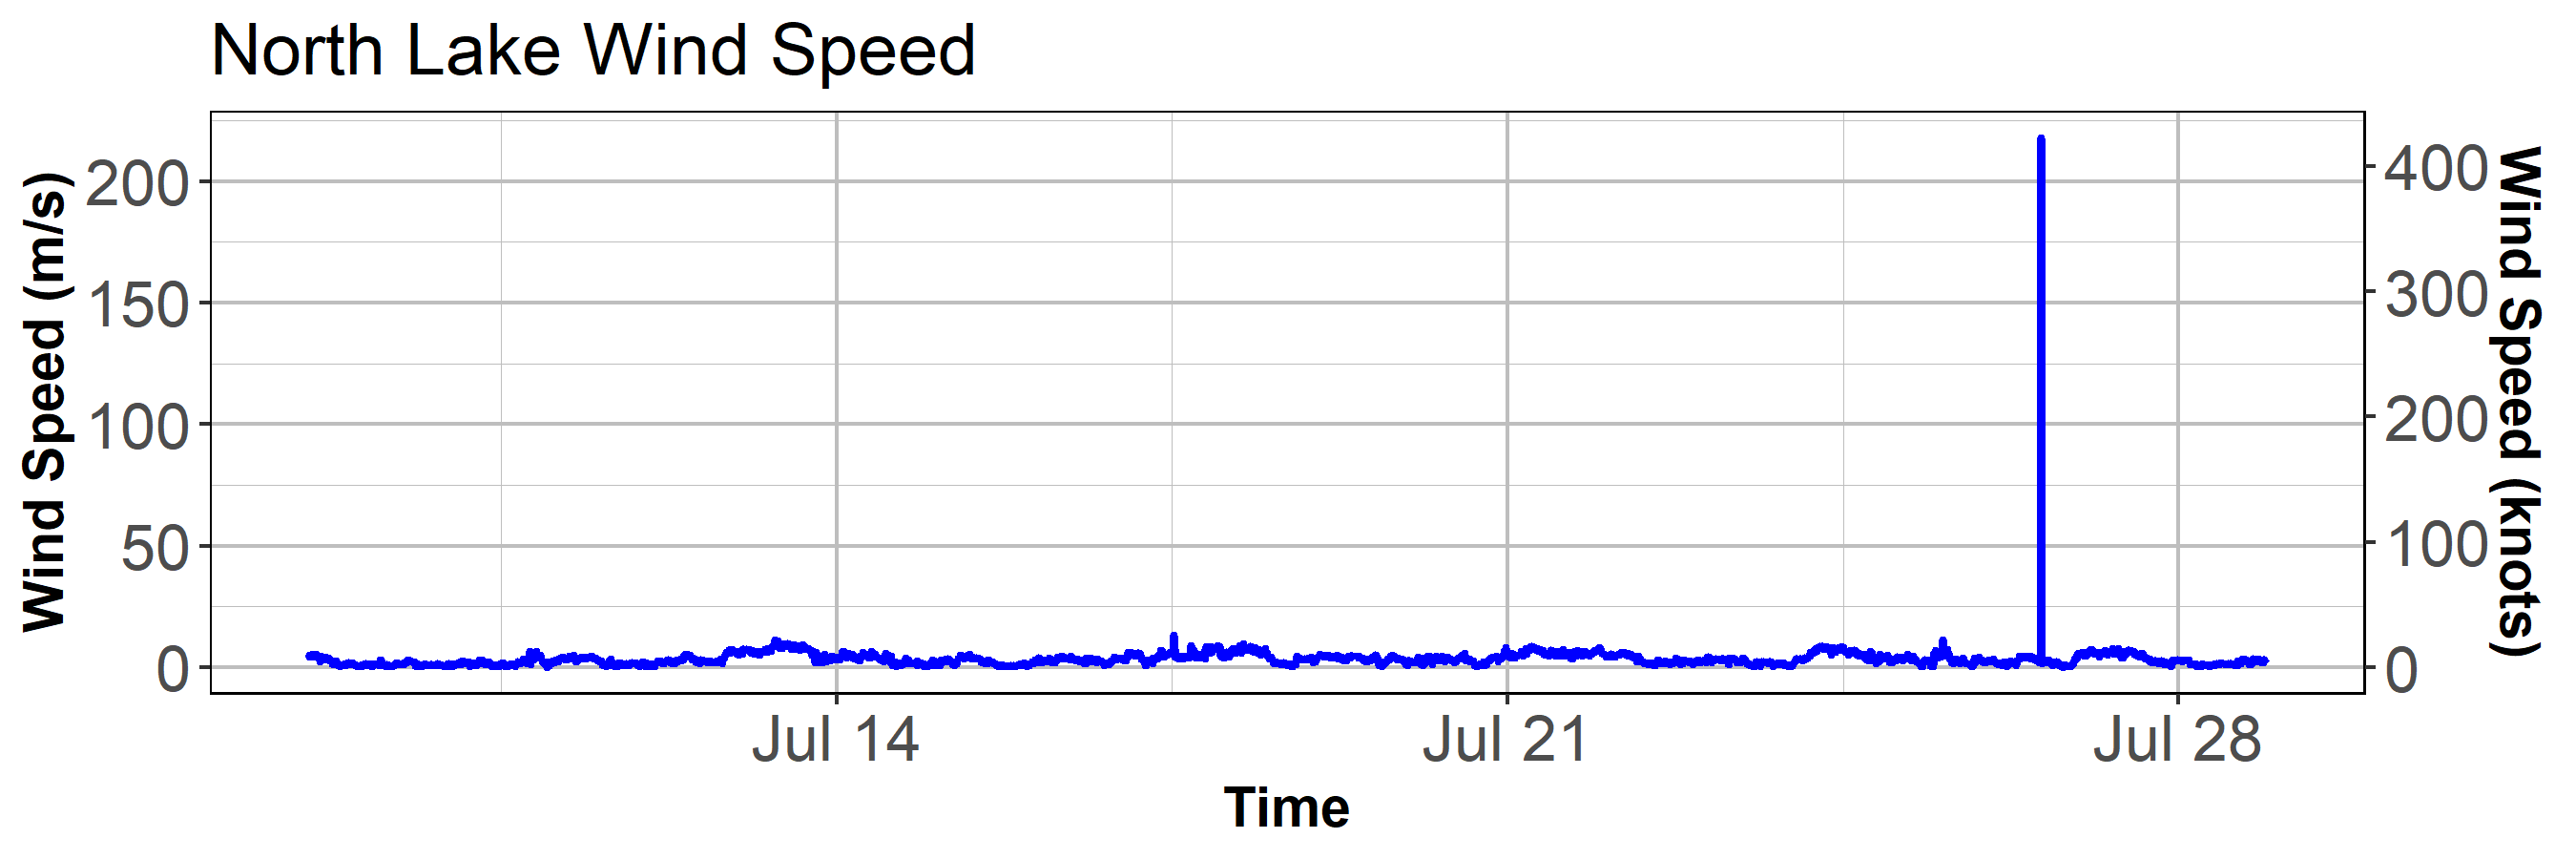 North Lake Wind Speed
Wind Speed (m/s)
200
150
100
50
0
400
300
200
100
0
Wind Speed (knots)
Jul 14
Jul 21
Jul 28
Time